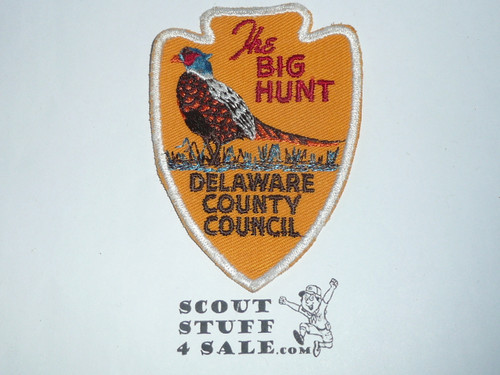 The
BIG
HUNT
DELAWARE
COUNTY
COUNCIL
SCOUT
STUFF
4 SALE.com